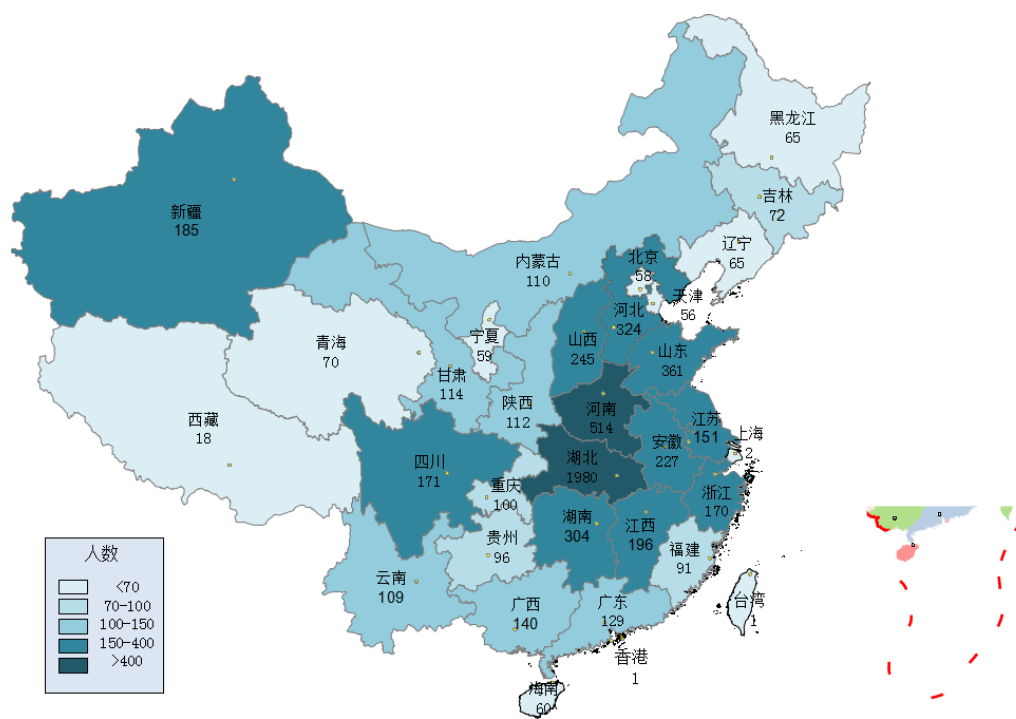 黑龙江
65
吉林
72
新疆
185
辽宁
65
北京
58
内蒙古
110
天津
56
河北
324
宁夏
59
青海
70
山西
245
山东
361
甘肃
114
陕西
112
河南
514
西藏
18
江苏
151
上海
2
安徽
227
四川
171
湖北
1980
重庆
100
浙江
170
湖南
304
江西
196
贵州
96
福建
91
云南
109
广西
140
广东
129
台湾
1
香港
1
海南
60
人数
<70
70-100
100-150
150-400
>400